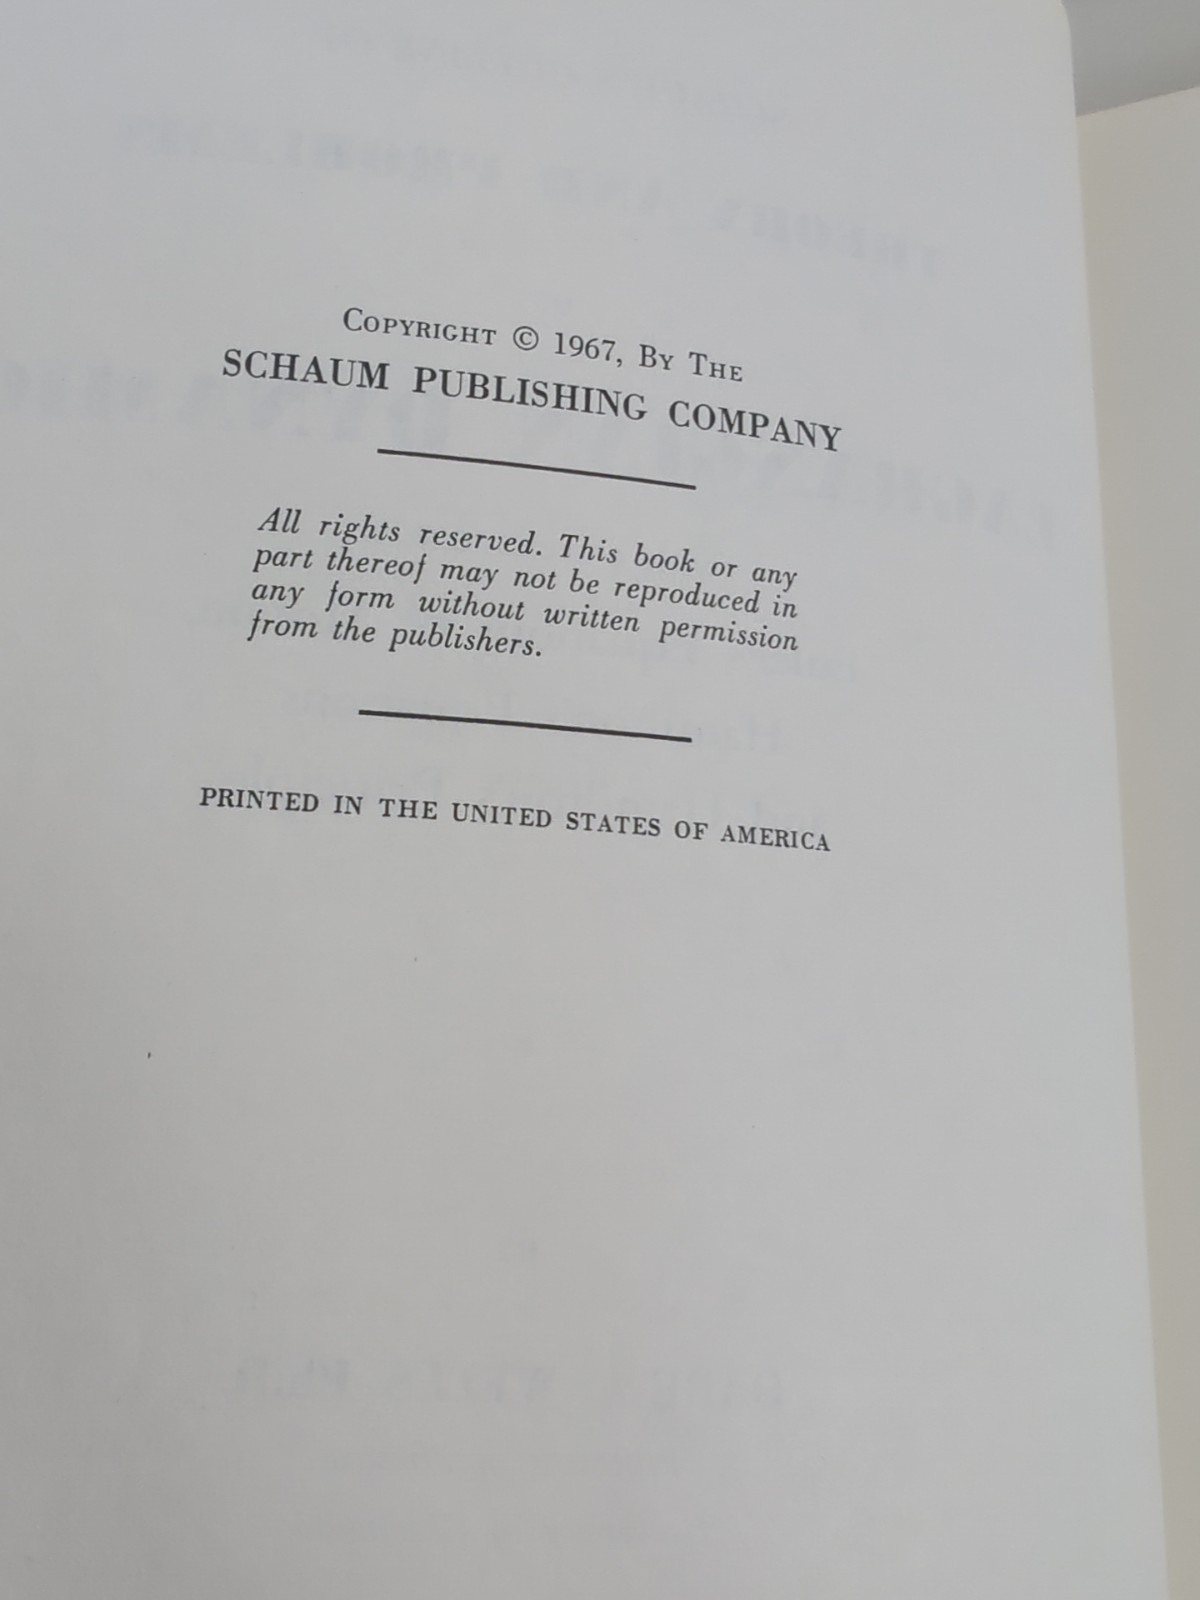 Copyright © 1967, By The
SCHAUM PUBLISHING COMPANY
All rights reserved. This book or any
part thereof may not be reproduced in
any form without written permission
from the publishers.
PRINTED IN THE UNITED STATES OF AMERICA